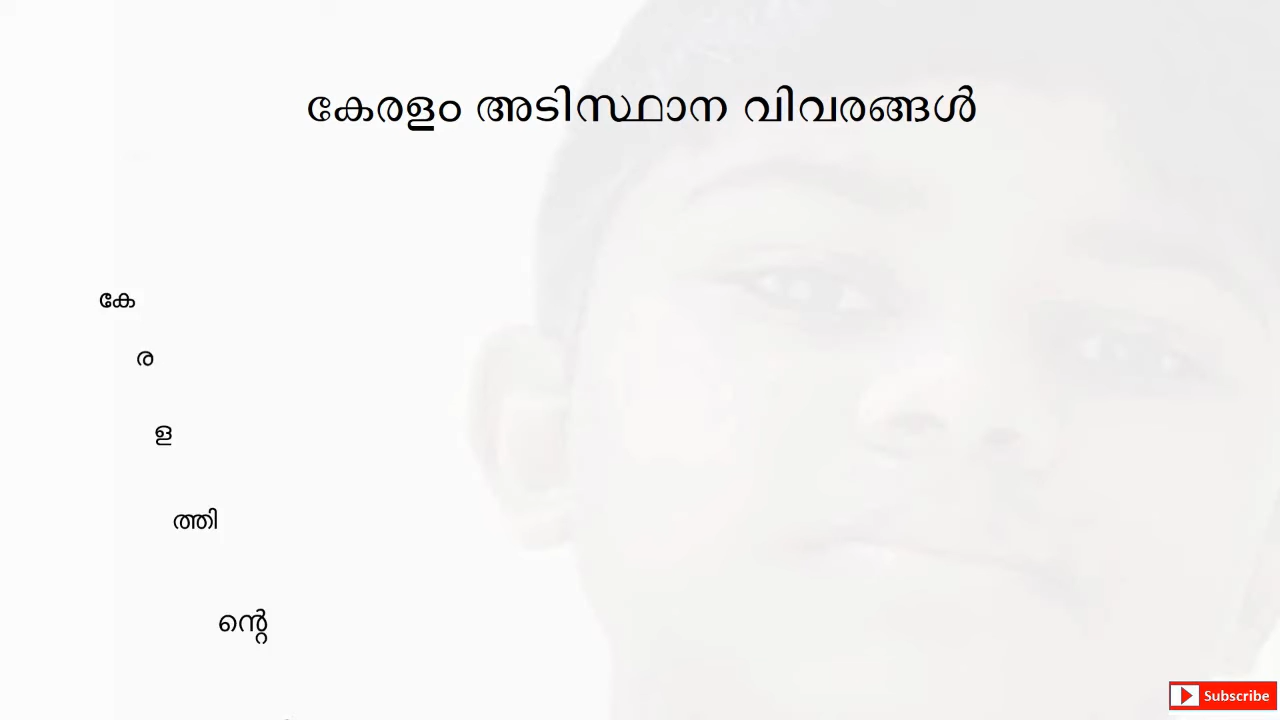 കേരളം അടിസ്ഥാന വിവരങ്ങൾ
കേ
ര
ള
ത്തി
ന്റെ
Subscribe